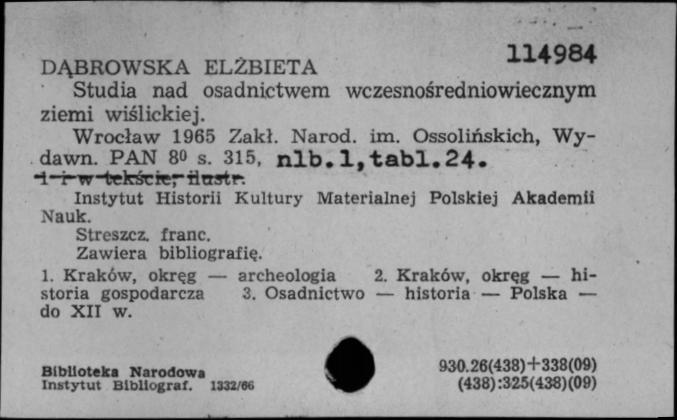 114984
DĄBROWSKA ELŻBIETA
Studia nad osadnictwem wczesnośredniowiecznym
ziemi wiślickiej.
Wrocław 1965 Zakł. Narod. im. Ossolińskich, Wy-
dawn. PAN 8⁰ s. 315, nlb.1,tabl.24.
1 i w tekście, ilustr.
Instytut Historii Kultury Materialnej Polskiej Akademii
Nauk.
Streszcz. franc.
Zawiera bibliografię.
1. Kraków, okręg — archeologia 2. Kraków, okręg — hi-
storia gospodarcza 3. Osadnictwo — historia — Polska —
do XII w.
930.26(438)+338(09)
Biblioteka Narodowa
Instytut Bibliograf. 1332/66
(438):325(438)(09)